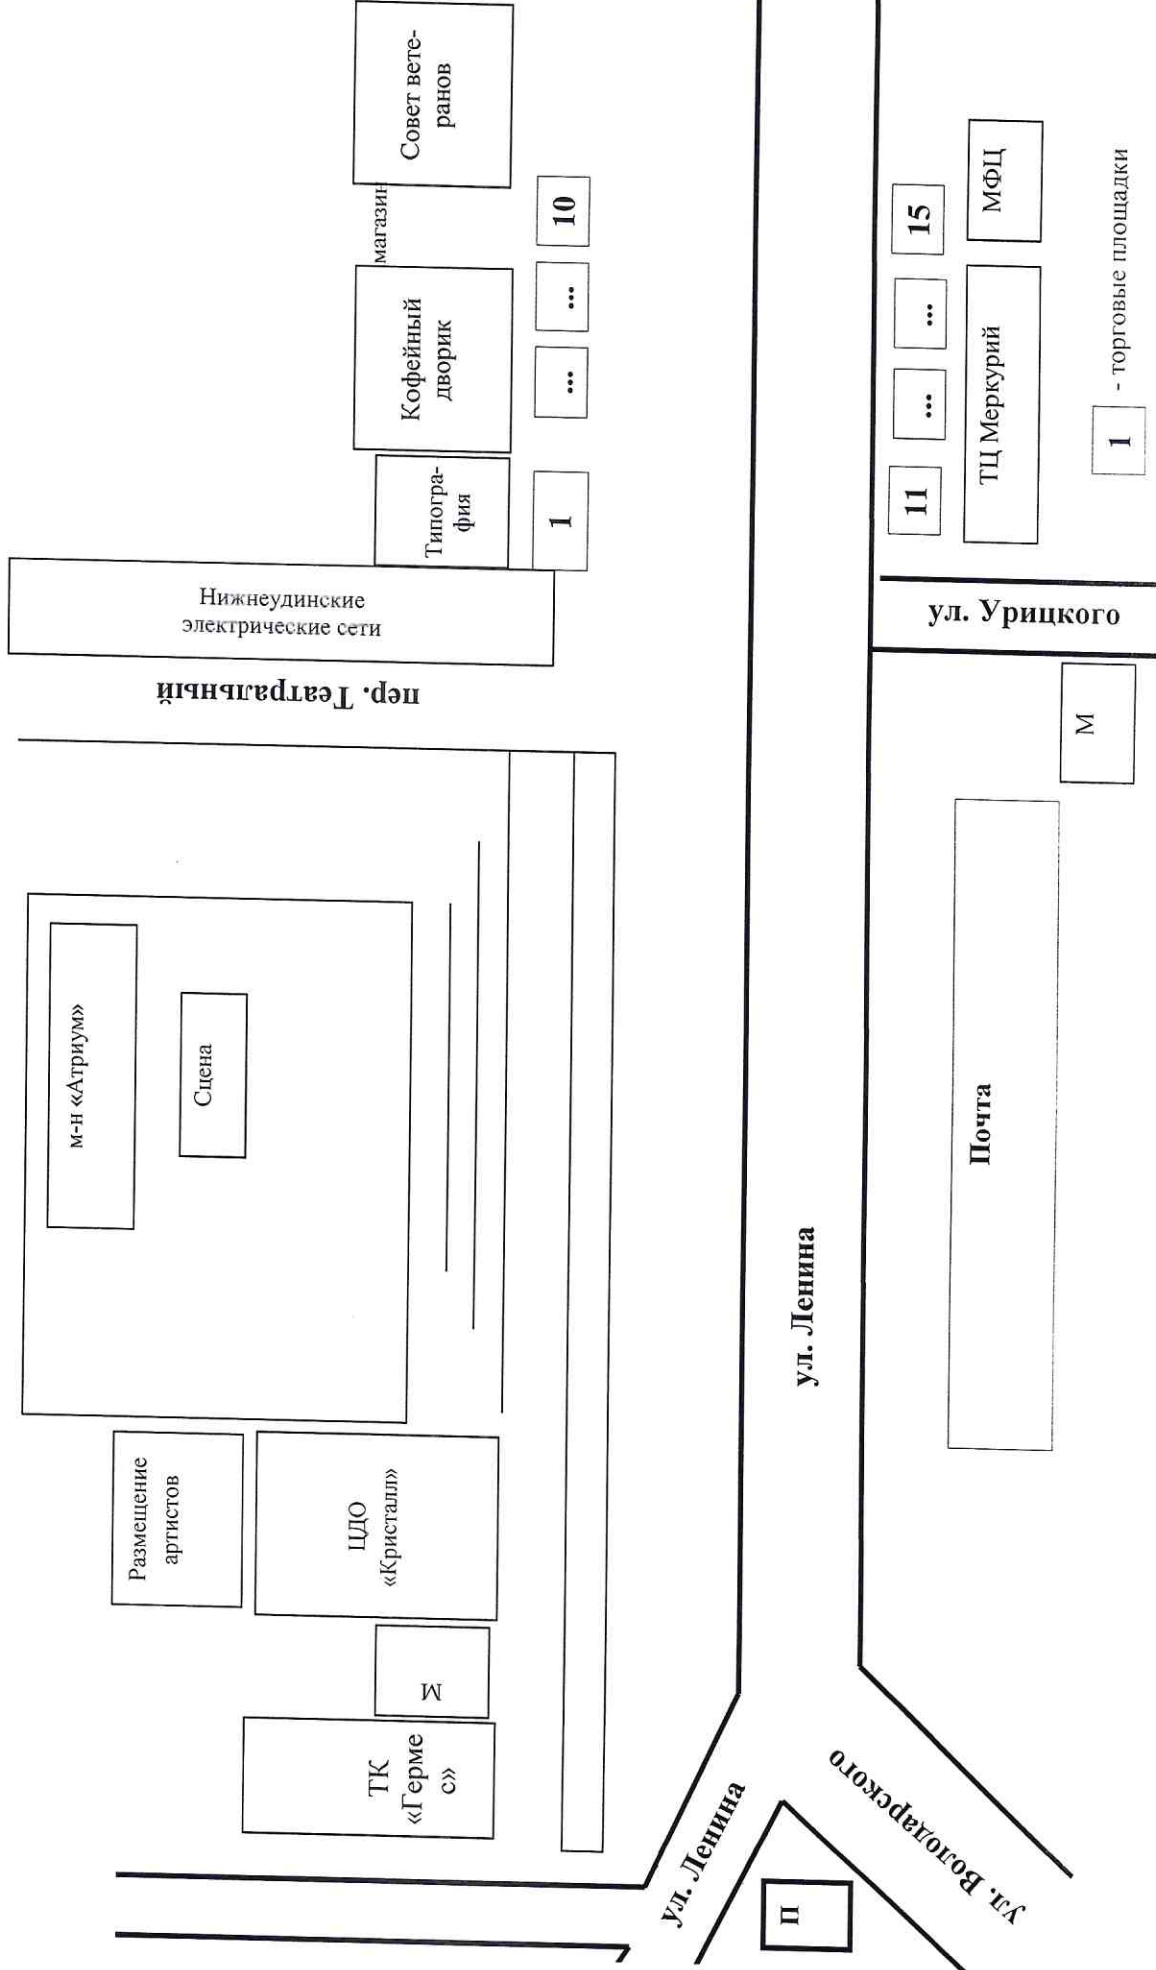 м-н «Атриум»
Сцена
Размещение
артистов
ЦДО
«Кристалл»
М
ТК
«Герме
с»
пер. Театральный
Нижнеудинские
электрические сети
Типогра-
фия
Кофейный
дворик
магазин
Совет вете-
ранов
1
...
...
10
ул. Ленина
ул. Ленина
ул. Володарского
П
Почта
М
ул. Урицкого
11
...
...
15
ТЦ Меркурий
МФЦ
1 - торговые площадки